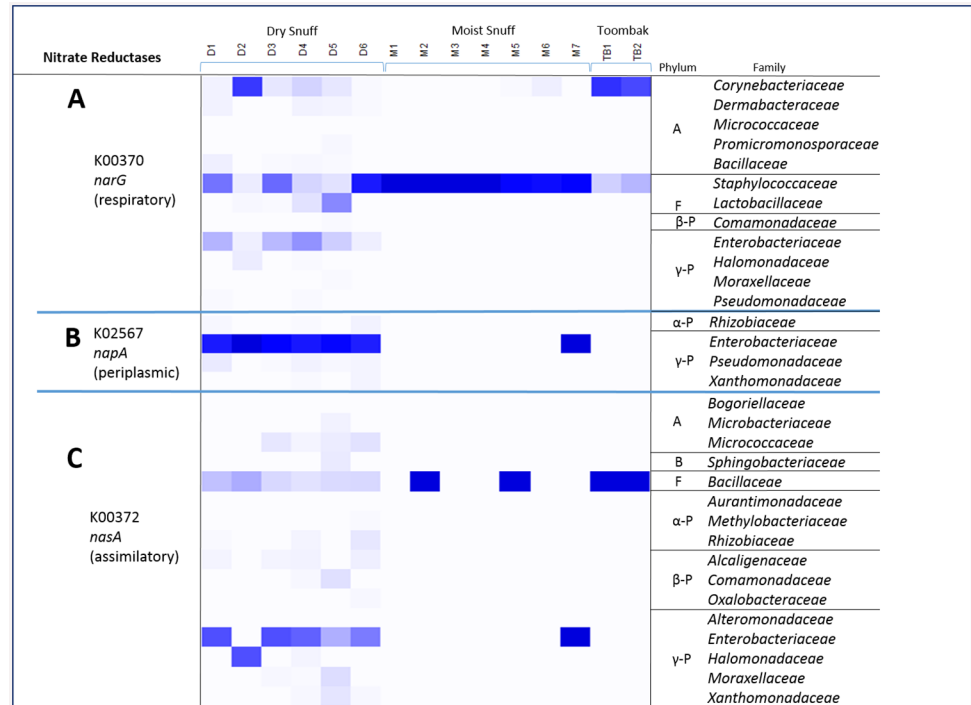 Dry Snuff Moist Snuff Toombak
Nitrate Reductases D1 D2 D3 D4 D5 D6 M1 M2 M3 M4 M5 M6 M7 TB1 TB2 Phylum Family
A
K00370
narG
(respiratory)
A
Corynebacteriaceae
Dermabacteraceae
Micrococcaceae
Promicromonosporaceae
Bacillaceae
F
Staphylococcaceae
Lactobacillaceae
β-P Comamonadaceae
γ-P
Enterobacteriaceae
Halomonadaceae
Moraxellaceae
Pseudomonadaceae
B
K02567
napA
(periplasmic)
α-P Rhizobiaceae
γ-P
Enterobacteriaceae
Pseudomonadaceae
Xanthomonadaceae
C
K00372
nasA
(assimilatory)
A
Bogoriellaceae
Microbacteriaceae
Micrococcaceae
B Sphingobacteriaceae
F Bacillaceae
α-P
Aurantimonadaceae
Methylobacteriaceae
Rhizobiaceae
β-P
Alcaligenaceae
Comamonadaceae
Oxalobacteraceae
γ-P
Alteromonadaceae
Enterobacteriaceae
Halomonadaceae
Moraxellaceae
Xanthomonadaceae